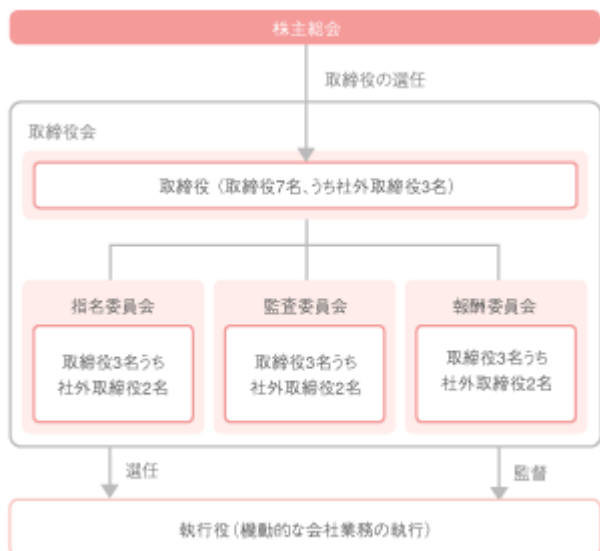 株主総会
取締役の選任
取締役会
取締役（取締役7名、うち社外取締役3名）
指名委員会
取締役3名うち
社外取締役2名
監査委員会
取締役3名うち
社外取締役2名
報酬委員会
取締役3名うち
社外取締役2名
選任
監督
執行役（機動的な会社業務の執行）